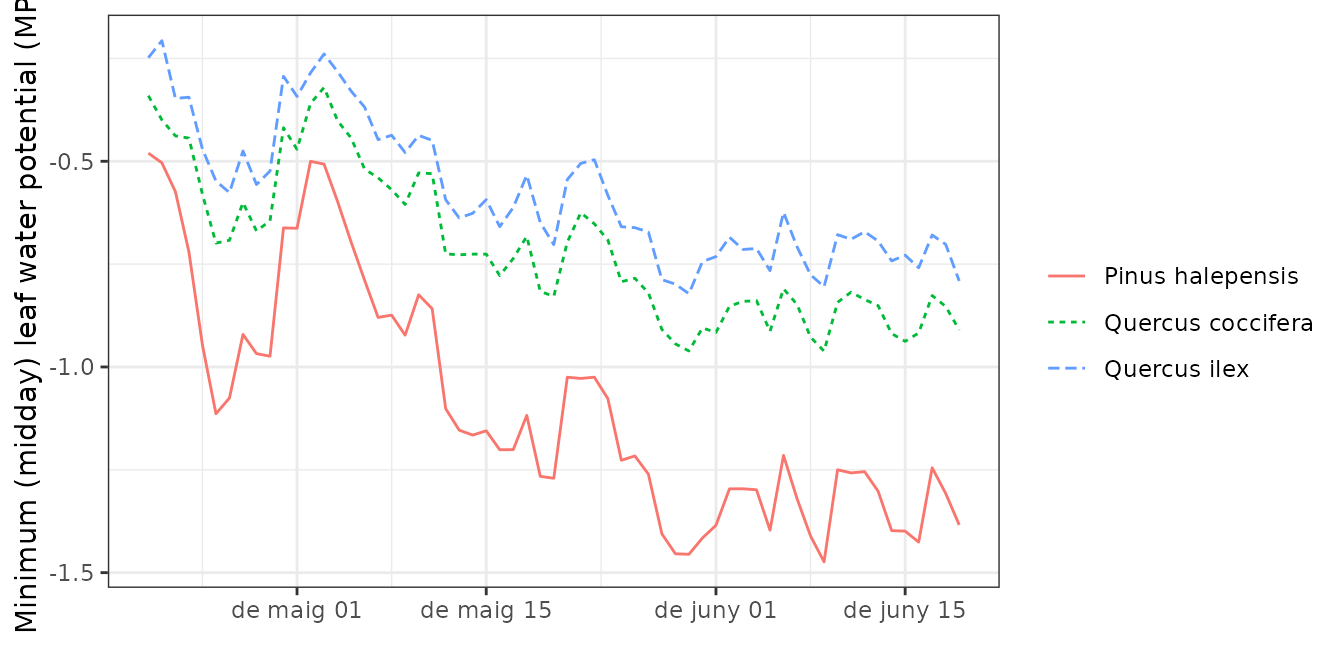 Minimum (midday) leaf water potential (MP
-0.5
-1.0
-1.5
de maig 01
de maig 15
de juny 01
de juny 15
Pinus halepensis
Quercus coccifera
Quercus ilex